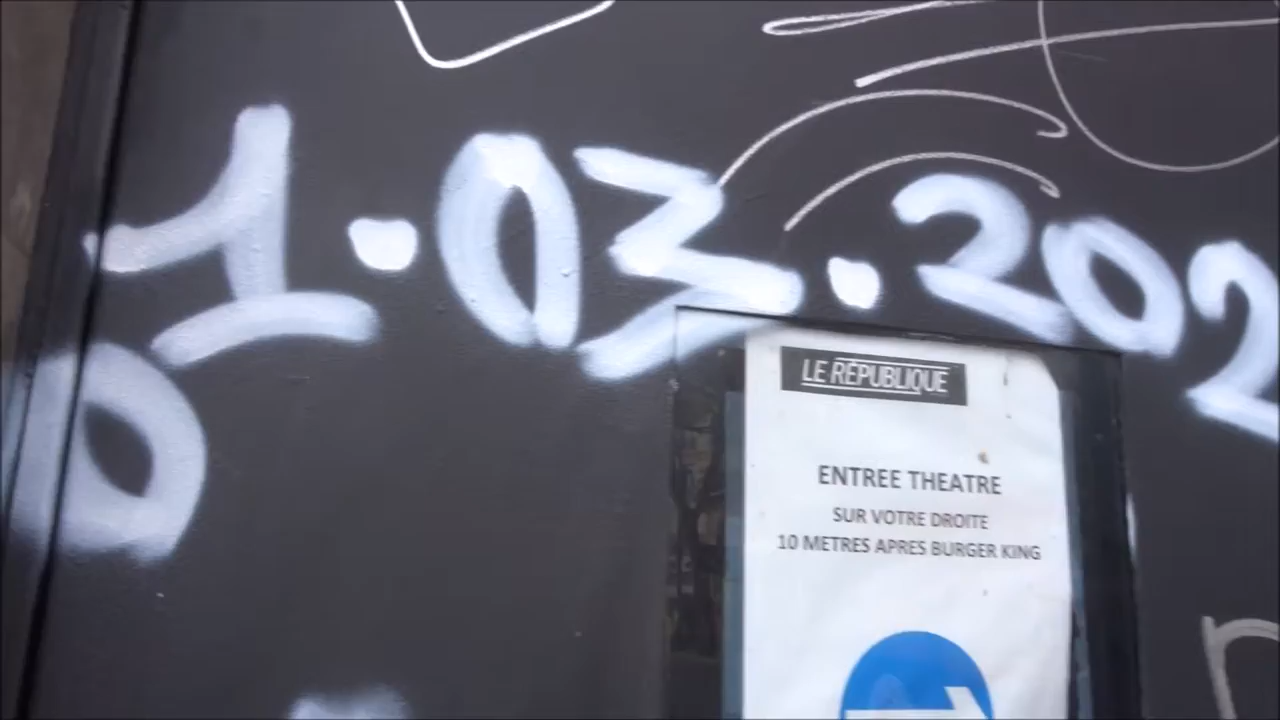 1.03.202
LE RÉPUBLIQUE
ENTREE THEATRE
SUR VOTRE DROITE
10 METRES APRES BURGER KING